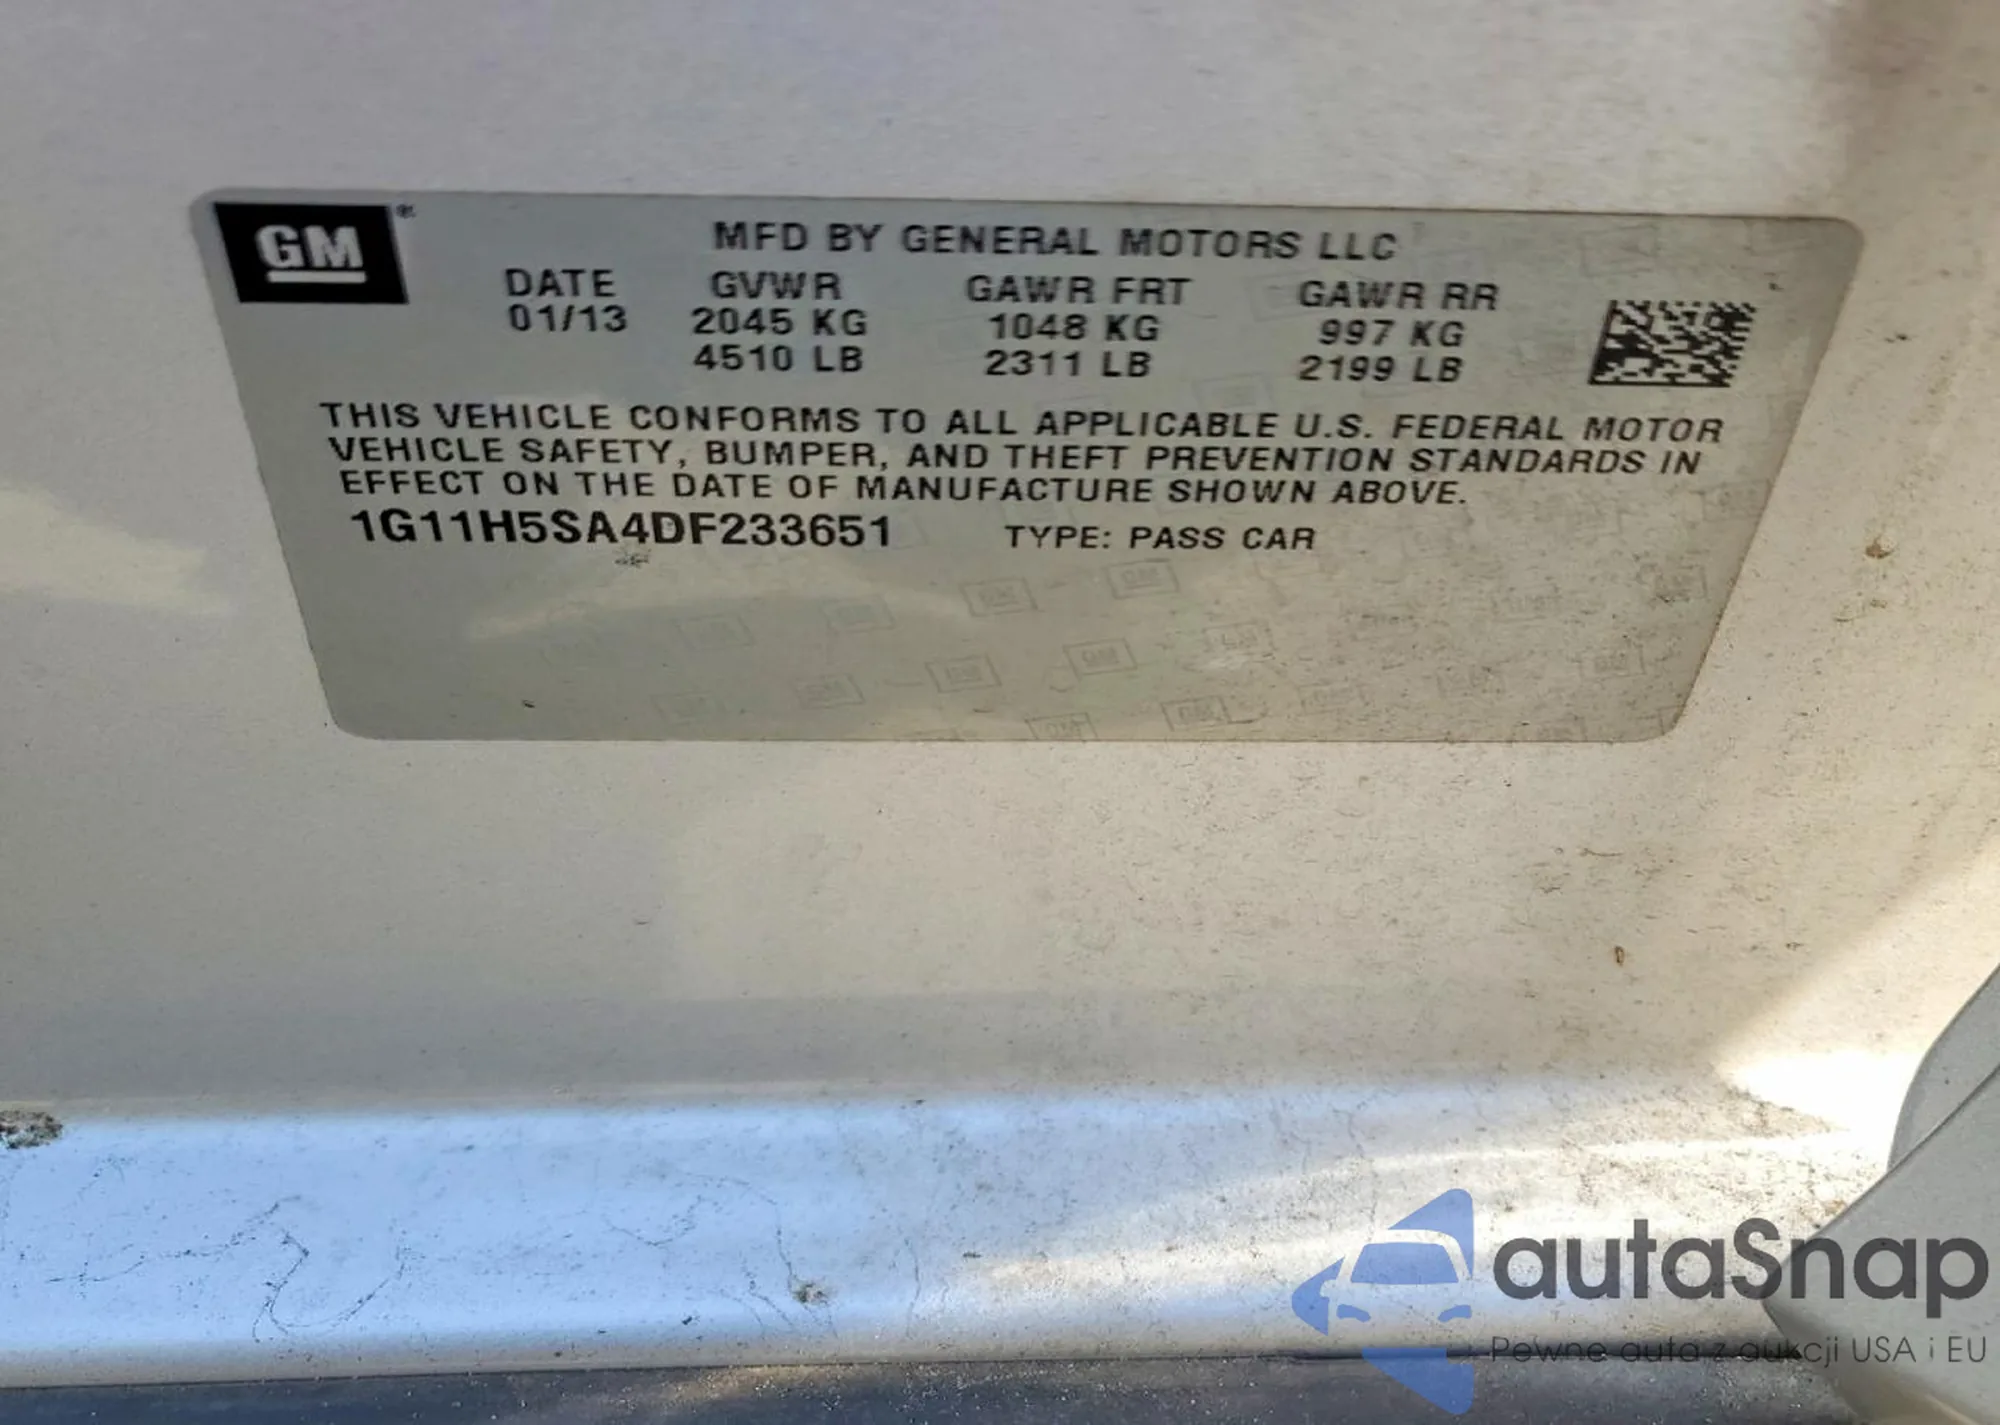 GM®
MFD BY GENERAL MOTORS LLC
DATE GVWR GAWR FRT GAWR RR
01/13 2045 KG 1048 KG 997 KG
4510 LB 2311 LB 2199 LB
THIS VEHICLE CONFORMS TO ALL APPLICABLE U.S. FEDERAL MOTOR
VEHICLE SAFETY, BUMPER, AND THEFT PREVENTION STANDARDS IN
EFFECT ON THE DATE OF MANUFACTURE SHOWN ABOVE.
1G11H5SA4DF233651 TYPE: PASS CAR
autaSnap
Pewne auta z aukcji USA i EU